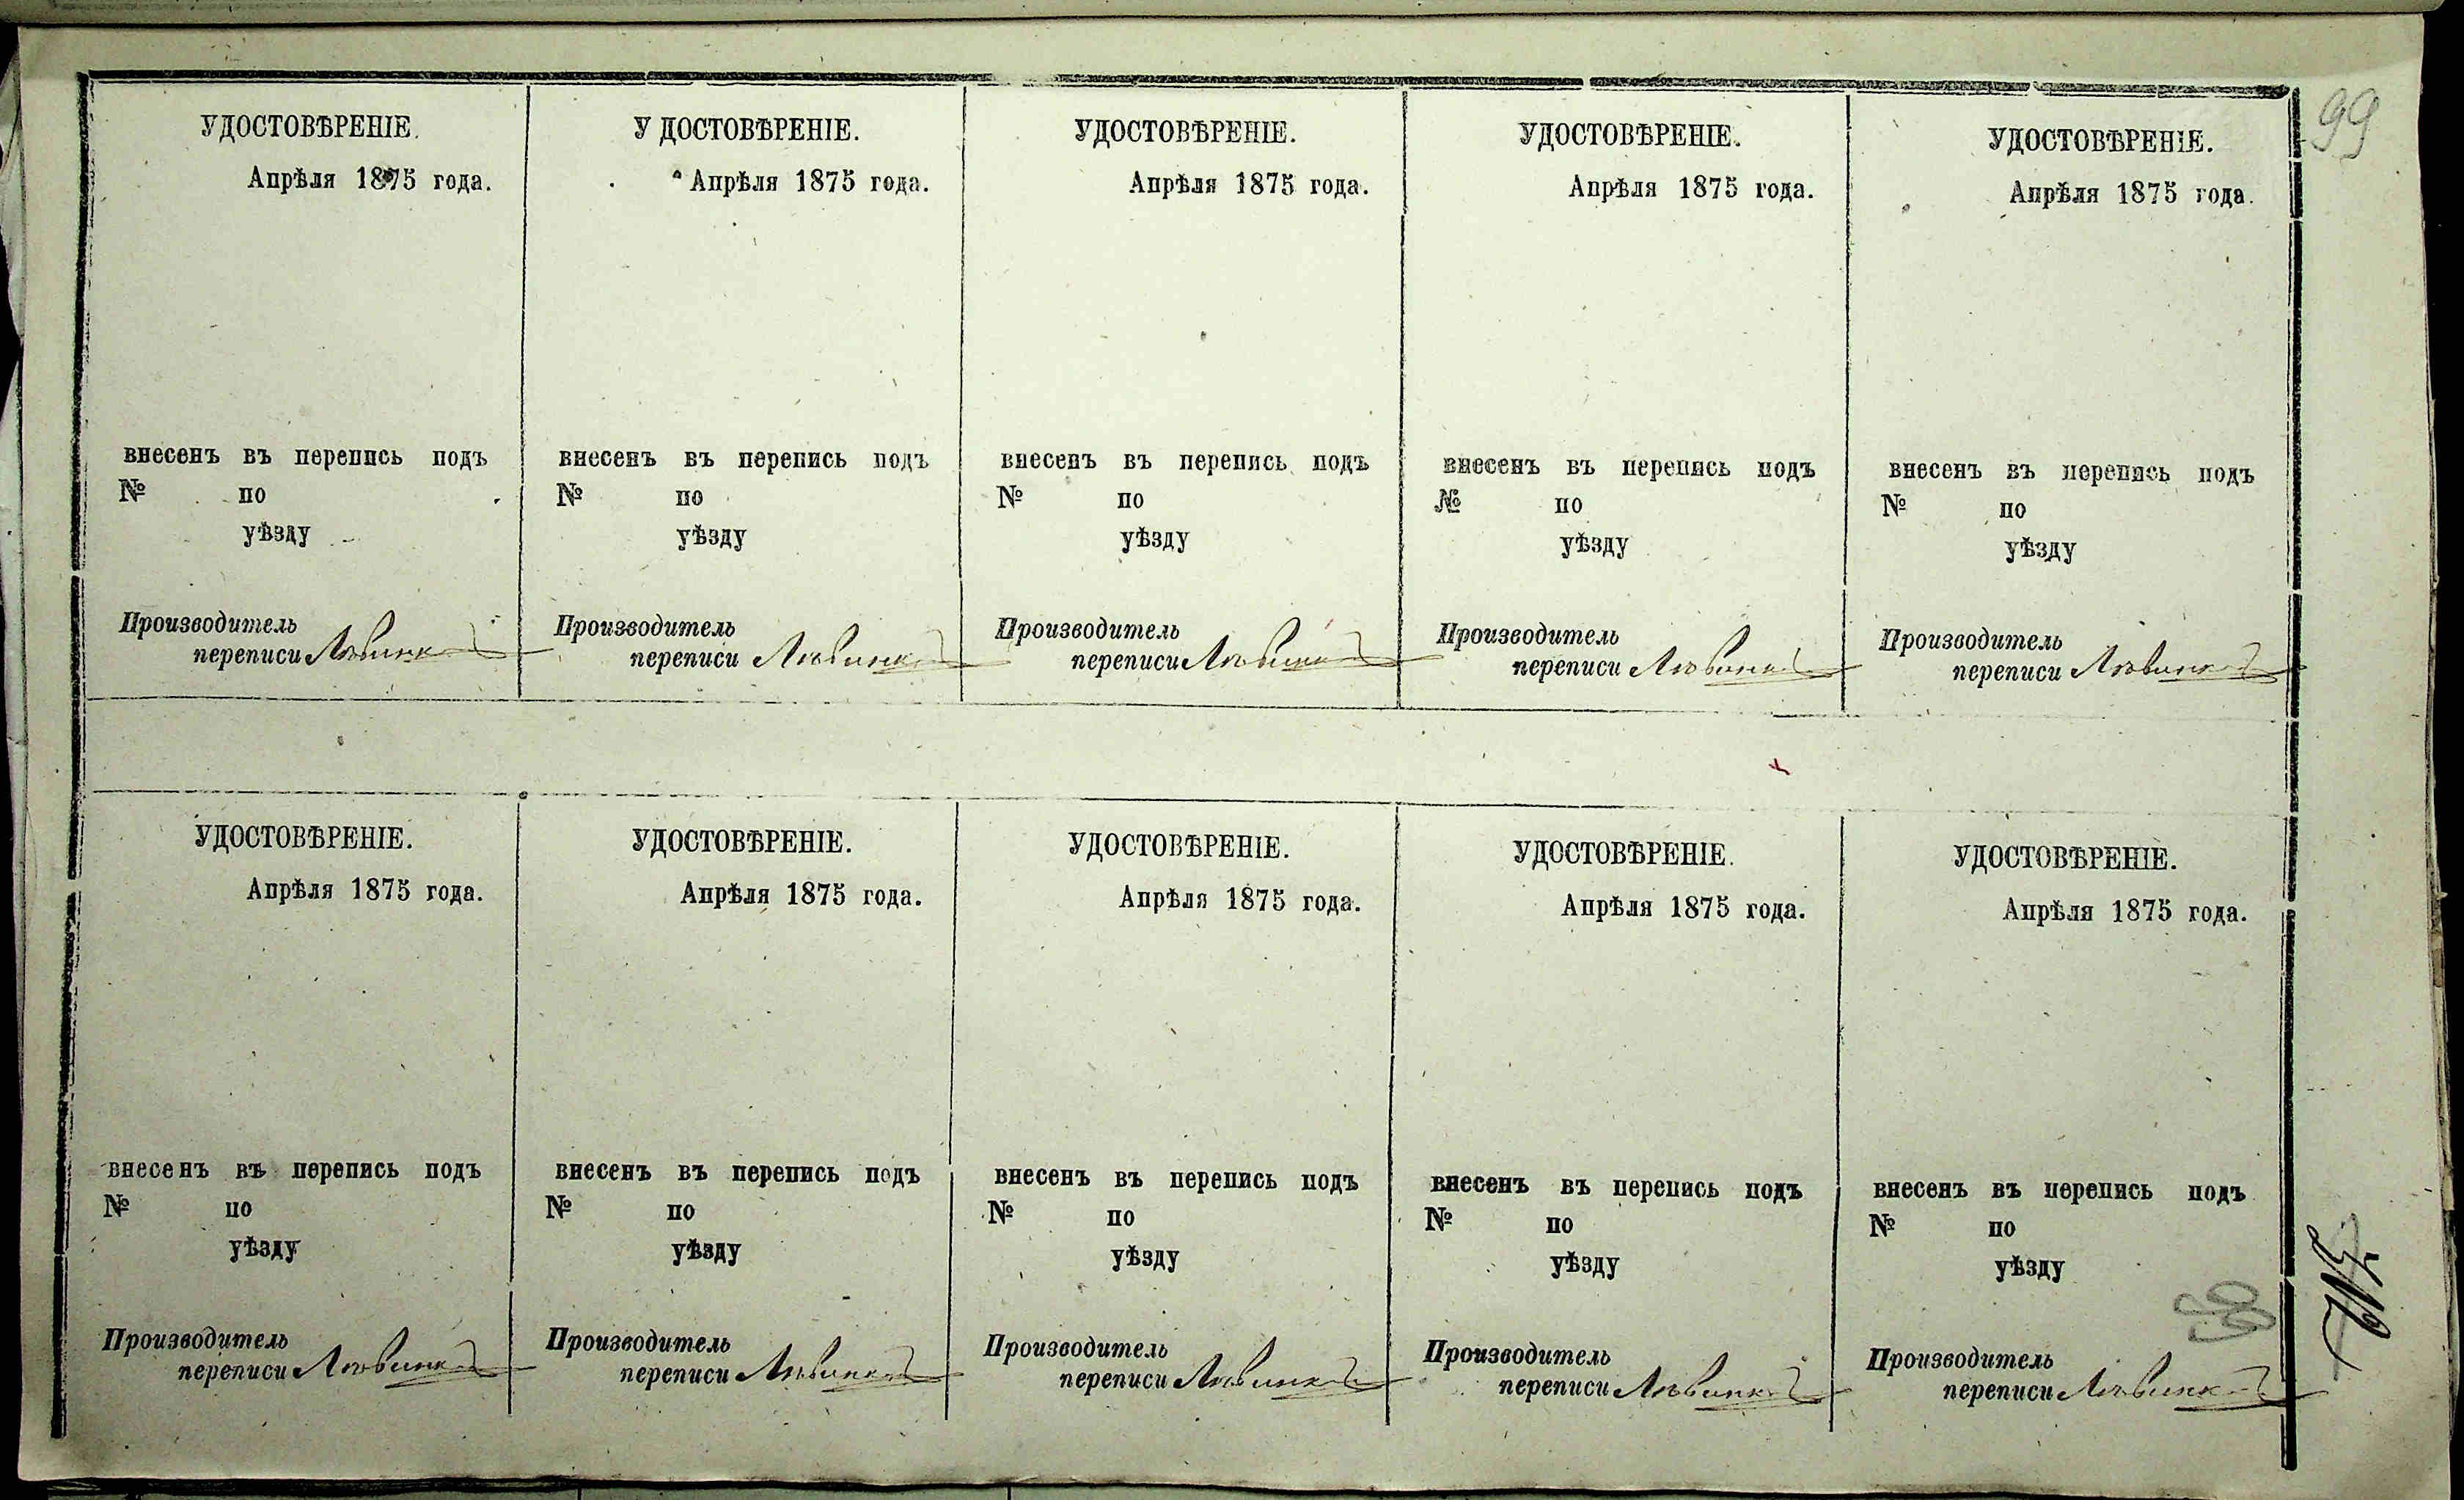 99
УДОСТОВѢРЕНІЕ.
Апрѣля 1875 года.
внесенъ въ перепись подъ
№ по
уѣзду
Производитель
переписи
У ДОСТОВѢРЕНІЕ.
Апрѣля 1875 года.
внесенъ въ перепись подъ
№ по
уѣзду
Производитель
переписи
УДОСТОВѢРЕНІЕ.
Апрѣля 1875 года.
внесенъ въ перепись подъ
№ по
уѣзду
Производитель
переписи
УДОСТОВѢРЕНІЕ.
Апрѣля 1875 года.
внесенъ въ перепись подъ
№ по
уѣзду
Производитель
переписи
УДОСТОВѢРЕНІЕ.
Апрѣля 1875 года.
внесенъ въ перепись подъ
№ по
уѣзду
Производитель
переписи
УДОСТОВѢРЕНІЕ.
Апрѣля 1875 года.
внесенъ въ перепись подъ
№ по
уѣзду
Производитель
переписи
УДОСТОВѢРЕНІЕ.
Апрѣля 1875 года.
внесенъ въ перепись подъ
№ по
уѣзду
Производитель
переписи
УДОСТОВѢРЕНІЕ.
Апрѣля 1875 года.
внесенъ въ перепись подъ
№ по
уѣзду
Производитель
переписи
УДОСТОВѢРЕНІЕ.
Апрѣля 1875 года.
внесенъ въ перепись подъ
№ по
уѣзду
Производитель
переписи
УДОСТОВѢРЕНІЕ.
Апрѣля 1875 года.
внесенъ въ перепись подъ
№ по
уѣзду
Производитель
переписи